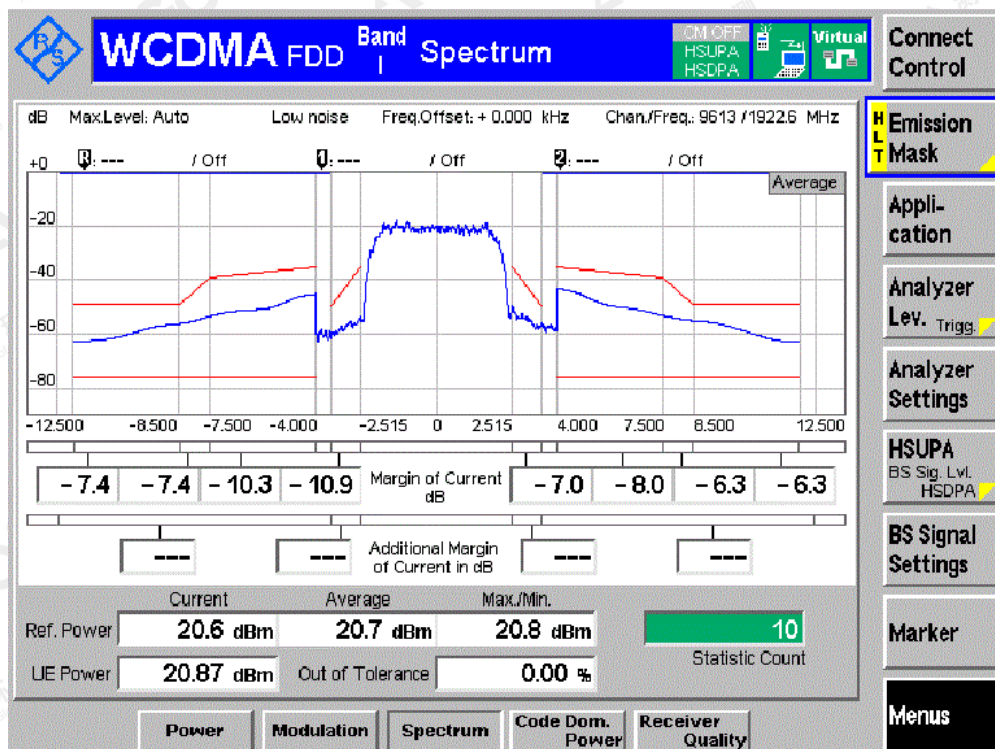 R/S
WCDMA FDD Band I Spectrum
CM OFF
HSUPA
HSDPA
Virtual
Connect Control
dB Max.Level: Auto Low noise Freq.Offset: + 0.000 kHz Chan./Freq.: 9613 /1922.6 MHz
R: --- / Off 1: --- / Off 2: --- / Off
Average
+0
-20
-40
-60
-80
-12.500 -8.500 -7.500 -4.000 -2.515 0 2.515 4.000 7.500 8.500 12.500
- 7.4 - 7.4 - 10.3 - 10.9 Margin of Current dB - 7.0 - 8.0 - 6.3 - 6.3
--- --- Additional Margin of Current in dB --- ---
Current Average Max./Min.
Ref. Power 20.6 dBm 20.7 dBm 20.8 dBm
10
Statistic Count
UE Power 20.87 dBm Out of Tolerance 0.00 %
Power Modulation Spectrum Code Dom. Power Receiver Quality
HLT
Emission Mask
Appli-
cation
Analyzer
Lev. Trigg.
Analyzer
Settings
HSUPA
BS Sig. Lvl.
HSDPA
BS Signal
Settings
Marker
Menus